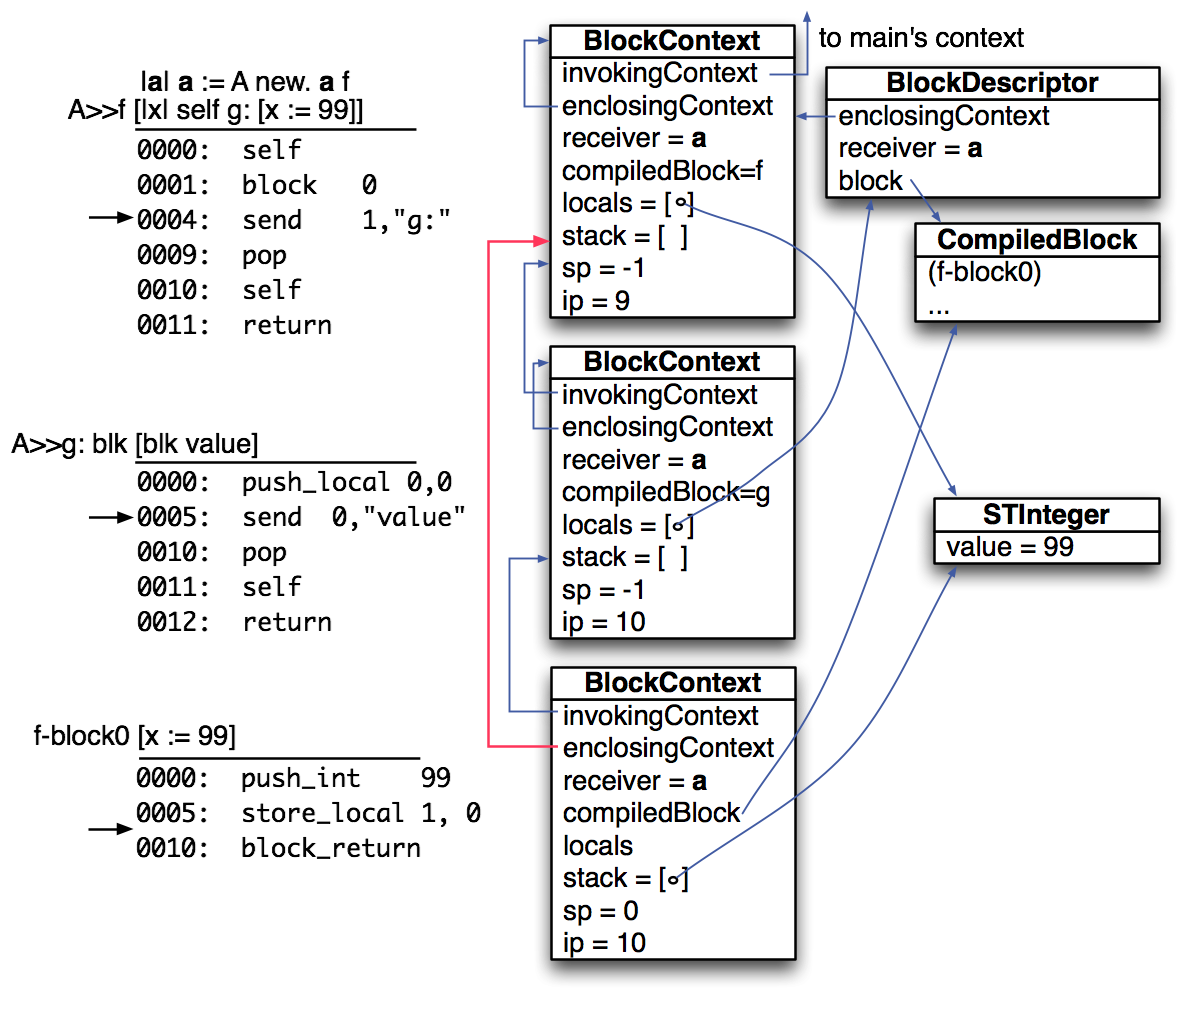 |a| a := A new. a f
A>>f [|x| self g: [x := 99]]
0000: self
0001: block 0
0004: send 1,"g:"
0009: pop
0010: self
0011: return
A>>g: blk [blk value]
0000: push_local 0,0
0005: send 0,"value"
0010: pop
0011: self
0012: return
f-block0 [x := 99]
0000: push_int 99
0005: store_local 1, 0
0010: block_return
BlockContext
invokingContext
enclosingContext
receiver = a
compiledBlock=f
locals = [ ]
stack = [ ]
sp = -1
ip = 9
BlockContext
invokingContext
enclosingContext
receiver = a
compiledBlock=g
locals = [ ]
stack = [ ]
sp = -1
ip = 10
BlockContext
invokingContext
enclosingContext
receiver = a
compiledBlock
locals
stack = [ ]
sp = 0
ip = 10
to main's context
BlockDescriptor
enclosingContext
receiver = a
block
CompiledBlock
(f-block0)
...
STInteger
value = 99